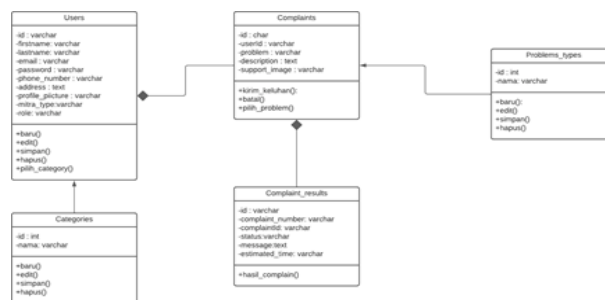 Users
-id : varchar
-firstname: varchar
-lastname: varchar
-email : varchar
-password : varchar
-phone_number : varchar
-address : text
-profile_piicture : varchar
-mitra_type:varchar
-role: varchar
+baru()
+edit()
+simpan()
+hapus()
+pilih_category()
Complaints
-id : char
-userId : varchar
-problem : varchar
-description : text
-support_image : varchar
+kirim_keluhan():
+batal()
+pilih_problem()
Problems_types
-id : int
-nama: varchar
+baru():
+edit()
+simpan()
+hapus()
Categories
-id : int
-nama: varchar
+baru()
+edit()
+simpan()
+hapus()
Complaint_results
-id : varchar
-complaint_number: varchar
-complaintId: varchar
-status:varchar
-message:text
-estimated_time: varchar
+hasil_complain()